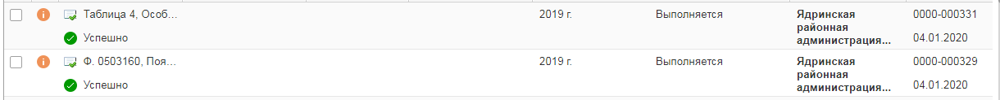 Таблица 4, Особ... 2019 г. Выполняется Ядринская 0000-000331
районная
Успешно администрация... 04.01.2020
Ф. 0503160, Поя... 2019 г. Выполняется Ядринская 0000-000329
районная
Успешно администрация... 04.01.2020